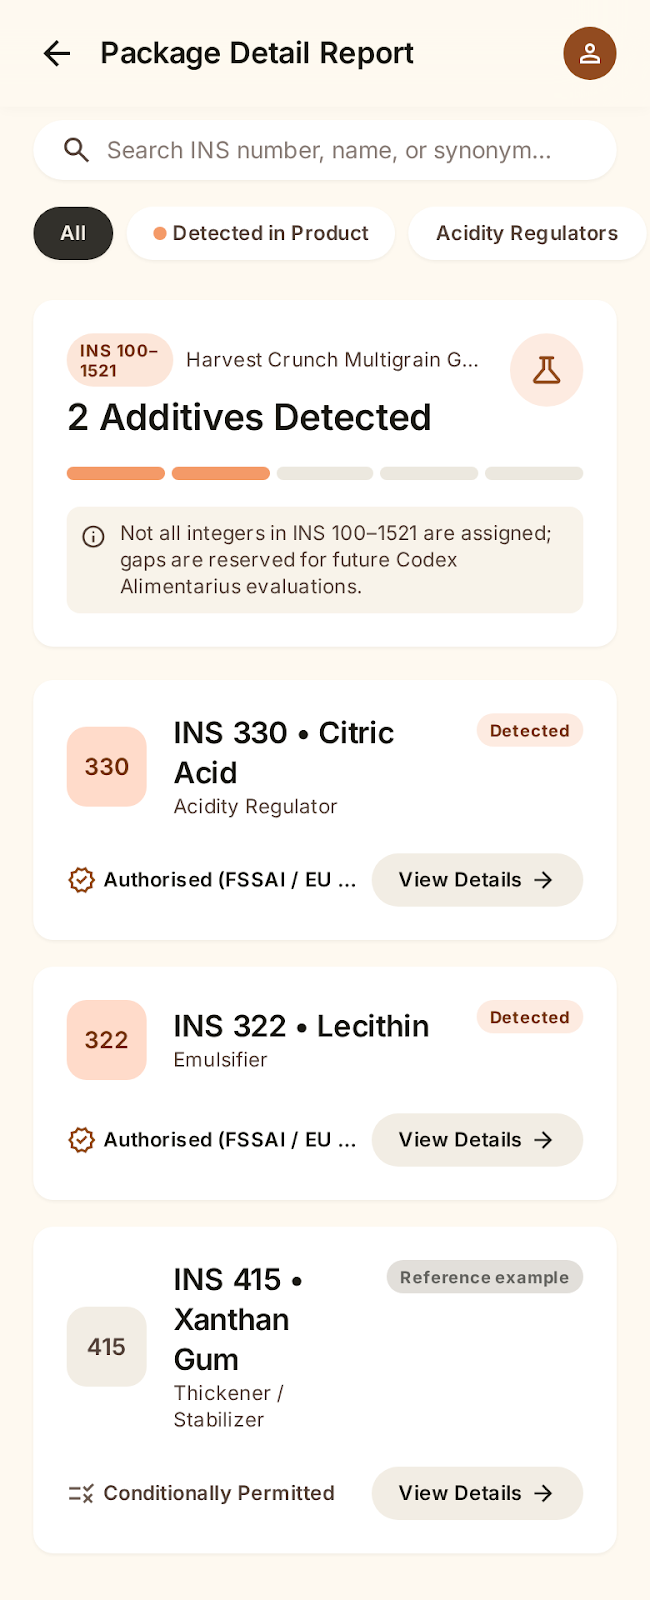 Package Detail Report
Search INS number, name, or synonym...
All
Detected in Product
Acidity Regulators
INS 100–
1521
Harvest Crunch Multigrain G...
2 Additives Detected
Not all integers in INS 100–1521 are assigned;
gaps are reserved for future Codex
Alimentarius evaluations.
330
INS 330 • Citric
Acid
Acidity Regulator
Detected
Authorised (FSSAI / EU ...
View Details
322
INS 322 • Lecithin
Emulsifier
Detected
Authorised (FSSAI / EU ...
View Details
415
INS 415 •
Xanthan
Gum
Thickener /
Stabilizer
Reference example
Conditionally Permitted
View Details